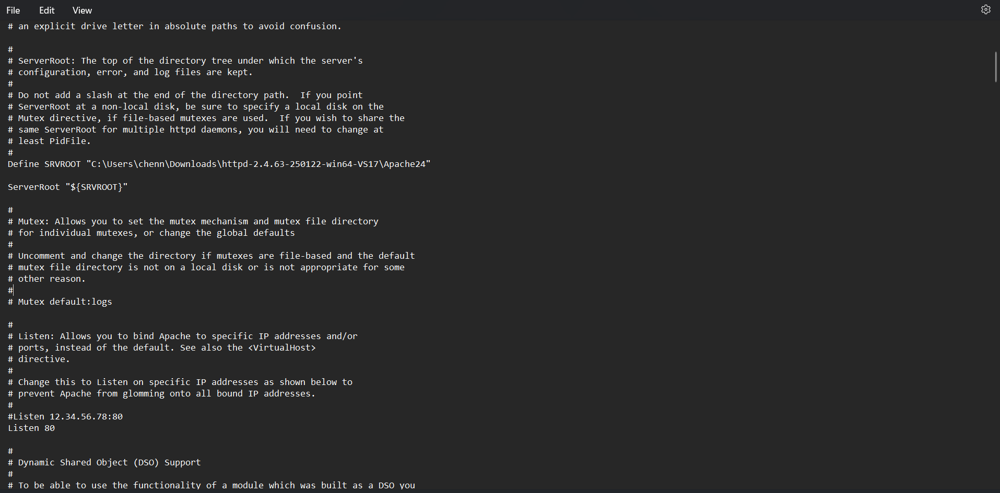 File Edit View
# an explicit drive letter in absolute paths to avoid confusion.
#
# ServerRoot: The top of the directory tree under which the server's
# configuration, error, and log files are kept.
#
# Do not add a slash at the end of the directory path.  If you point
# ServerRoot at a non-local disk, be sure to specify a local disk on the
# Mutex directive, if file-based mutexes are used.  If you wish to share the
# same ServerRoot for multiple httpd daemons, you will need to change at
# least PidFile.
#
Define SRVROOT "C:\Users\chenn\Downloads\httpd-2.4.63-250122-win64-VS17\Apache24"
ServerRoot "${SRVROOT}"
#
# Mutex: Allows you to set the mutex mechanism and mutex file directory
# for individual mutexes, or change the global defaults
#
# Uncomment and change the directory if mutexes are file-based and the default
# mutex file directory is not on a local disk or is not appropriate for some
# other reason.
#
# Mutex default:logs
#
# Listen: Allows you to bind Apache to specific IP addresses and/or
# ports, instead of the default. See also the <VirtualHost>
# directive.
#
# Change this to Listen on specific IP addresses as shown below to
# prevent Apache from glomming onto all bound IP addresses.
#
#Listen 12.34.56.78:80
Listen 80
#
# Dynamic Shared Object (DSO) Support
#
# To be able to use the functionality of a module which was built as a DSO you